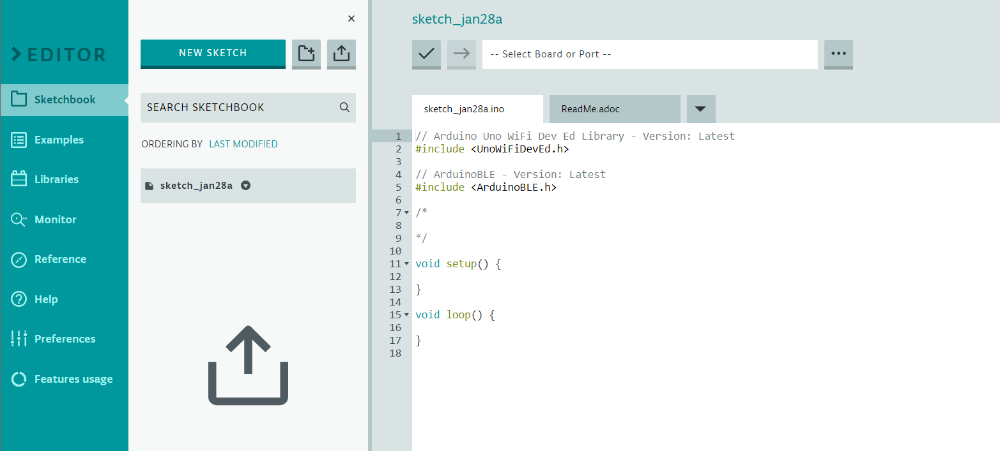 EDITOR
Sketchbook
Examples
Libraries
Monitor
Reference
Help
Preferences
Features usage
NEW SKETCH
SEARCH SKETCHBOOK
ORDERING BY LAST MODIFIED
sketch_jan28a
sketch_jan28a
-- Select Board or Port --
sketch_jan28a.ino ReadMe.adoc
1 // Arduino Uno WiFi Dev Ed Library - Version: Latest
2 #include <UnoWiFiDevEd.h>
3
4 // ArduinoBLE - Version: Latest
5 #include <ArduinoBLE.h>
6
7 /*
8
9 */
10
11 void setup() {
12
13 }
14
15 void loop() {
16
17 }
18